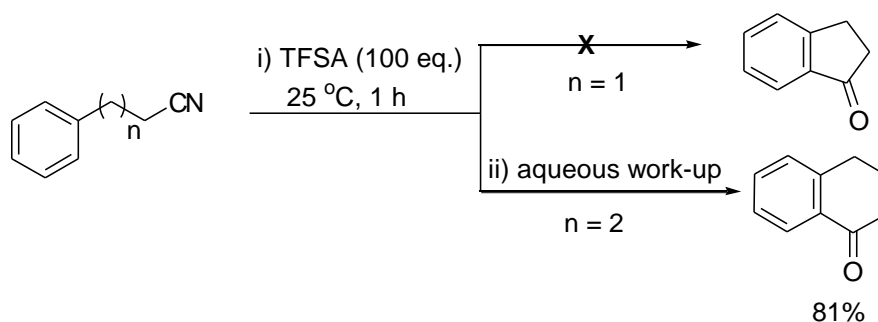 i) TFSA (100 eq.)
25 °C, 1 h
X
n = 1
O
( )n CN
ii) aqueous work-up
n = 2
O
81%